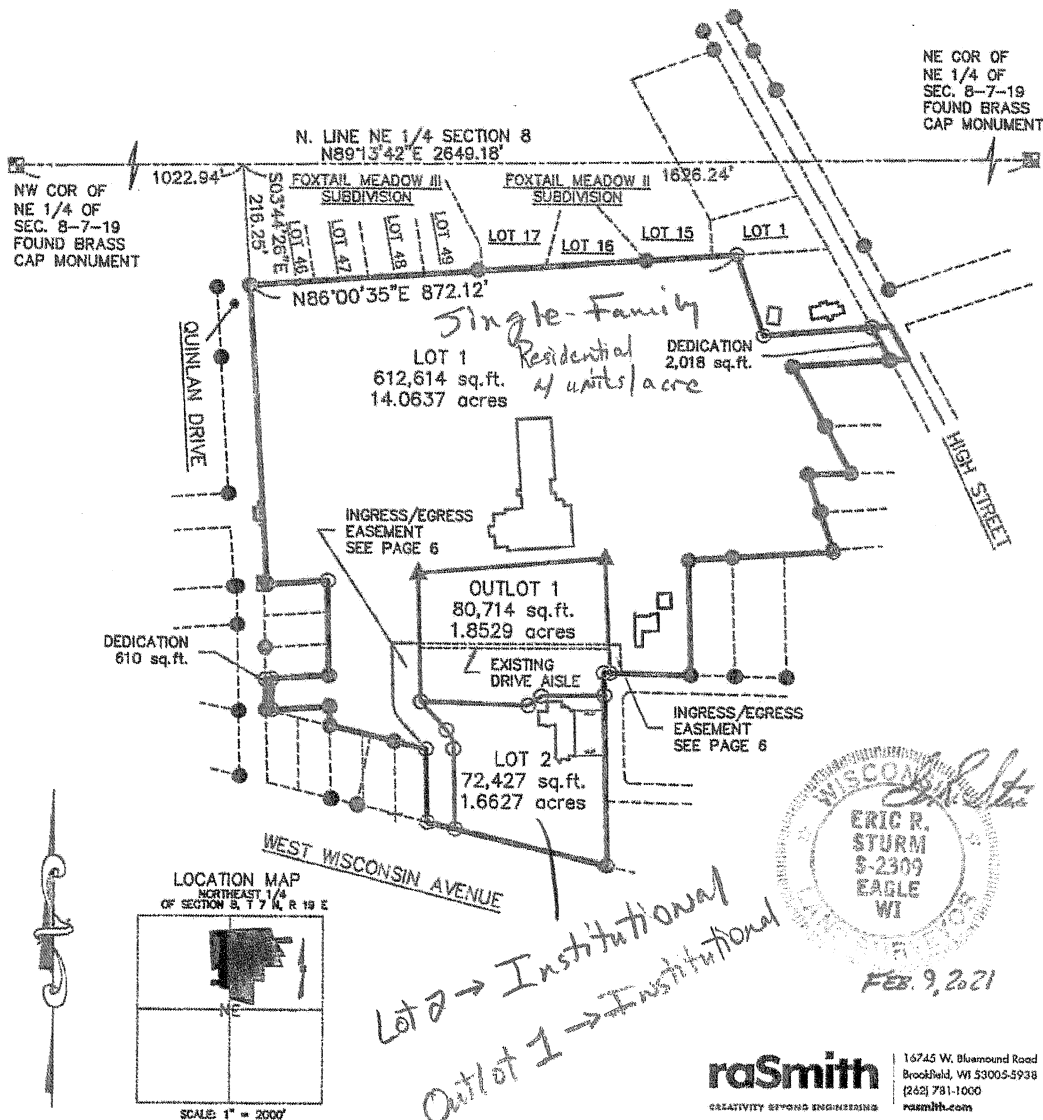 NE COR OF
NE 1/4 OF
SEC. 8-7-19
FOUND BRASS
CAP MONUMENT
N. LINE NE 1/4 SECTION 8
N89°13'42"E 2649.18'
1022.94'
1626.24'
NW COR OF
NE 1/4 OF
SEC. 8-7-19
FOUND BRASS
CAP MONUMENT
S03°44'26"E
216.25'
FOXTAIL MEADOW III
SUBDIVISION
FOXTAIL MEADOW II
SUBDIVISION
LOT 46
LOT 47
LOT 48
LOT 49
LOT 17
LOT 16
LOT 15
LOT 1
N86°00'35"E 872.12'
Single-Family
Residential
4 units/acre
LOT 1
612,614 sq.ft.
14.0637 acres
DEDICATION
2,018 sq.ft.
QUINLAN DRIVE
HIGH STREET
INGRESS/EGRESS
EASEMENT
SEE PAGE 6
OUTLOT 1
80,714 sq.ft.
1.8529 acres
DEDICATION
610 sq.ft.
EXISTING
DRIVE AISLE
INGRESS/EGRESS
EASEMENT
SEE PAGE 6
LOT 2
72,427 sq.ft.
1.6627 acres
WEST WISCONSIN AVENUE
WISCONSIN
ERIC R.
STURM
S-2309
EAGLE
WI
LAND SURVEYOR
FEB. 9, 2021
LOCATION MAP
NORTHEAST 1/4
OF SECTION 8, T 7 N, R 19 E
NE
SCALE: 1" = 2000'
Lot 2 → Institutional
Outlot 1 → Institutional
raSmith
CREATIVITY BEYOND ENGINEERING
16745 W. Bluemound Road
Brookfield, WI 53005-5938
(262) 781-1000
rasmith.com